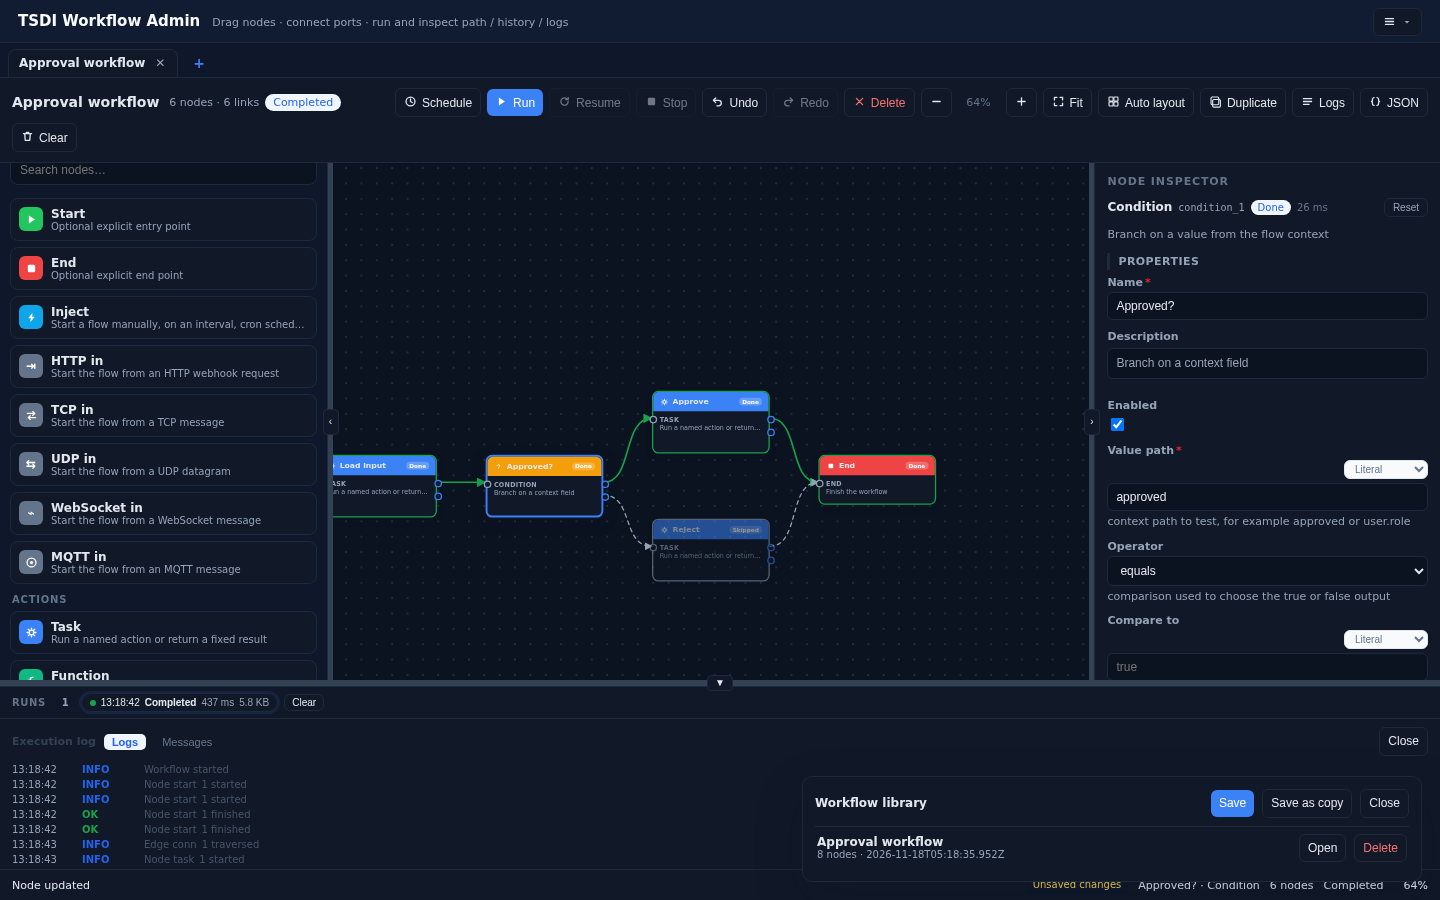 TSDI Workflow Admin Drag nodes · connect ports · run and inspect path / history / logs
Approval workflow × +
Approval workflow 6 nodes · 6 links Completed Schedule Run Resume Stop Undo Redo Delete − 64% + Fit Auto layout Duplicate Logs JSON
Clear
Search nodes…
Start
Optional explicit entry point
End
Optional explicit end point
Inject
Start a flow manually, on an interval, cron sched…
HTTP in
Start the flow from an HTTP webhook request
TCP in
Start the flow from a TCP message
UDP in
Start the flow from a UDP datagram
WebSocket in
Start the flow from a WebSocket message
MQTT in
Start the flow from an MQTT message
ACTIONS
Task
Run a named action or return a fixed result
Function
Load input Done
ASK
un a named action or return…
Approved? Done
CONDITION
Branch on a context field
Approve Done
TASK
Run a named action or return…
Reject Skipped
TASK
Run a named action or return…
End Done
END
Finish the workflow
NODE INSPECTOR
Condition condition_1 Done 26 ms Reset
Branch on a value from the flow context
PROPERTIES
Name *
Approved?
Description
Branch on a context field
Enabled
Value path *
Literal
approved
context path to test, for example approved or user.role
Operator
equals
comparison used to choose the true or false output
Compare to
Literal
true
RUNS 1 13:18:42 Completed 437 ms 5.8 KB Clear
Execution log Logs Messages Close
13:18:42 INFO Workflow started
13:18:42 INFO Node start_1 started
13:18:42 INFO Node start_1 started
13:18:42 OK Node start_1 finished
13:18:42 OK Node start_1 finished
13:18:43 INFO Edge conn_1 traversed
13:18:43 INFO Node task_1 started
Workflow library Save Save as copy Close
Approval workflow
8 nodes · 2026-11-18T05:18:35.952Z Open Delete
Node updated Unsaved changes Approved? · Condition 6 nodes Completed 64%